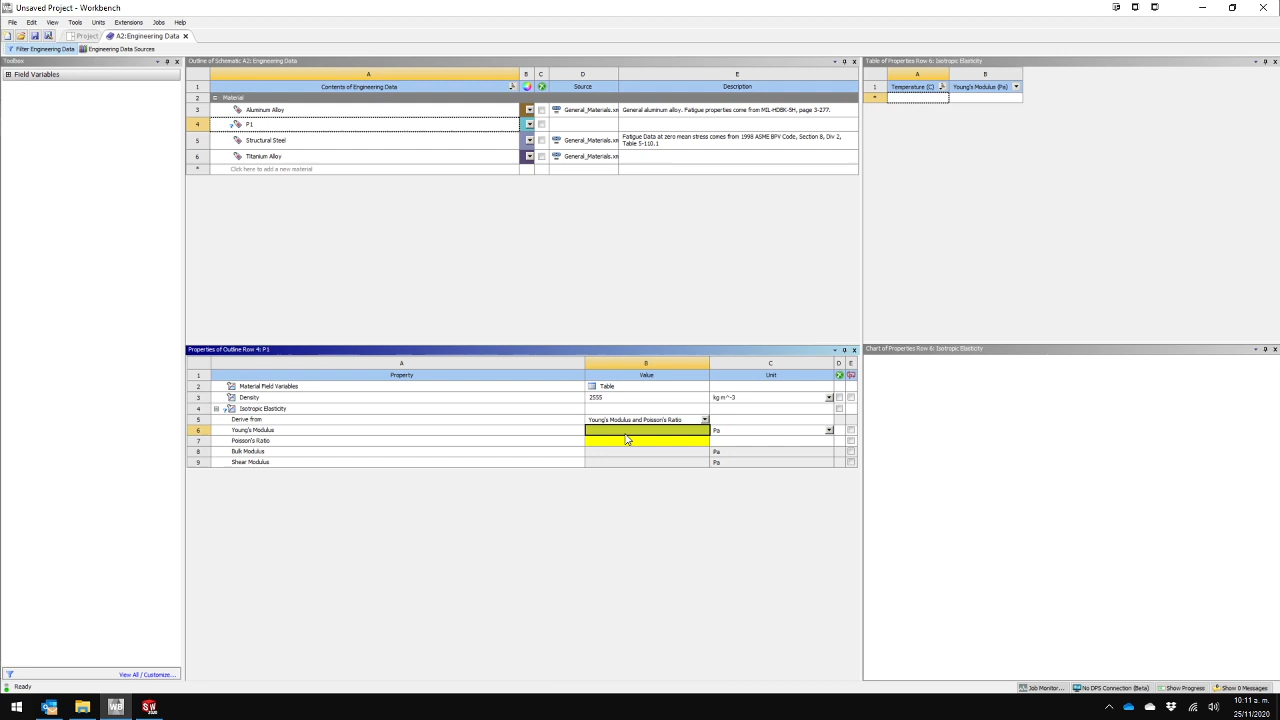 Unsaved Project - Workbench
File Edit View Tools Units Extensions Jobs Help
Project A2:Engineering Data
Filter Engineering Data Engineering Data Sources
Toolbox
Field Variables
View All / Customize...
Ready
Outline of Schematic A2: Engineering Data
A B C D E
1 Contents of Engineering Data Source Description
2 Material
3 Aluminum Alloy General_Materials.xm General aluminum alloy. Fatigue properties come from MIL-HDBK-5H, page 3-277.
4 ? P1
5 Structural Steel General_Materials.xm Fatigue Data at zero mean stress comes from 1998 ASME BPV Code, Section 8, Div 2, Table 5-110.1
6 Titanium Alloy General_Materials.xm
* Click here to add a new material
Properties of Outline Row 4: P1
A B C D E
1 Property Value Unit
2 Material Field Variables Table
3 Density 2555 kg m^-3
4 ? Isotropic Elasticity
5 Derive from Young's Modulus and Poisson's Ratio
6 Young's Modulus Pa
7 Poisson's Ratio
8 Bulk Modulus Pa
9 Shear Modulus Pa
Table of Properties Row 6: Isotropic Elasticity
A B
1 Temperature (C) Young's Modulus (Pa)
*
Chart of Properties Row 6: Isotropic Elasticity
Job Monitor... No DPS Connection (Beta) Show Progress Show 0 Messages
10:11 a. m.
25/11/2020